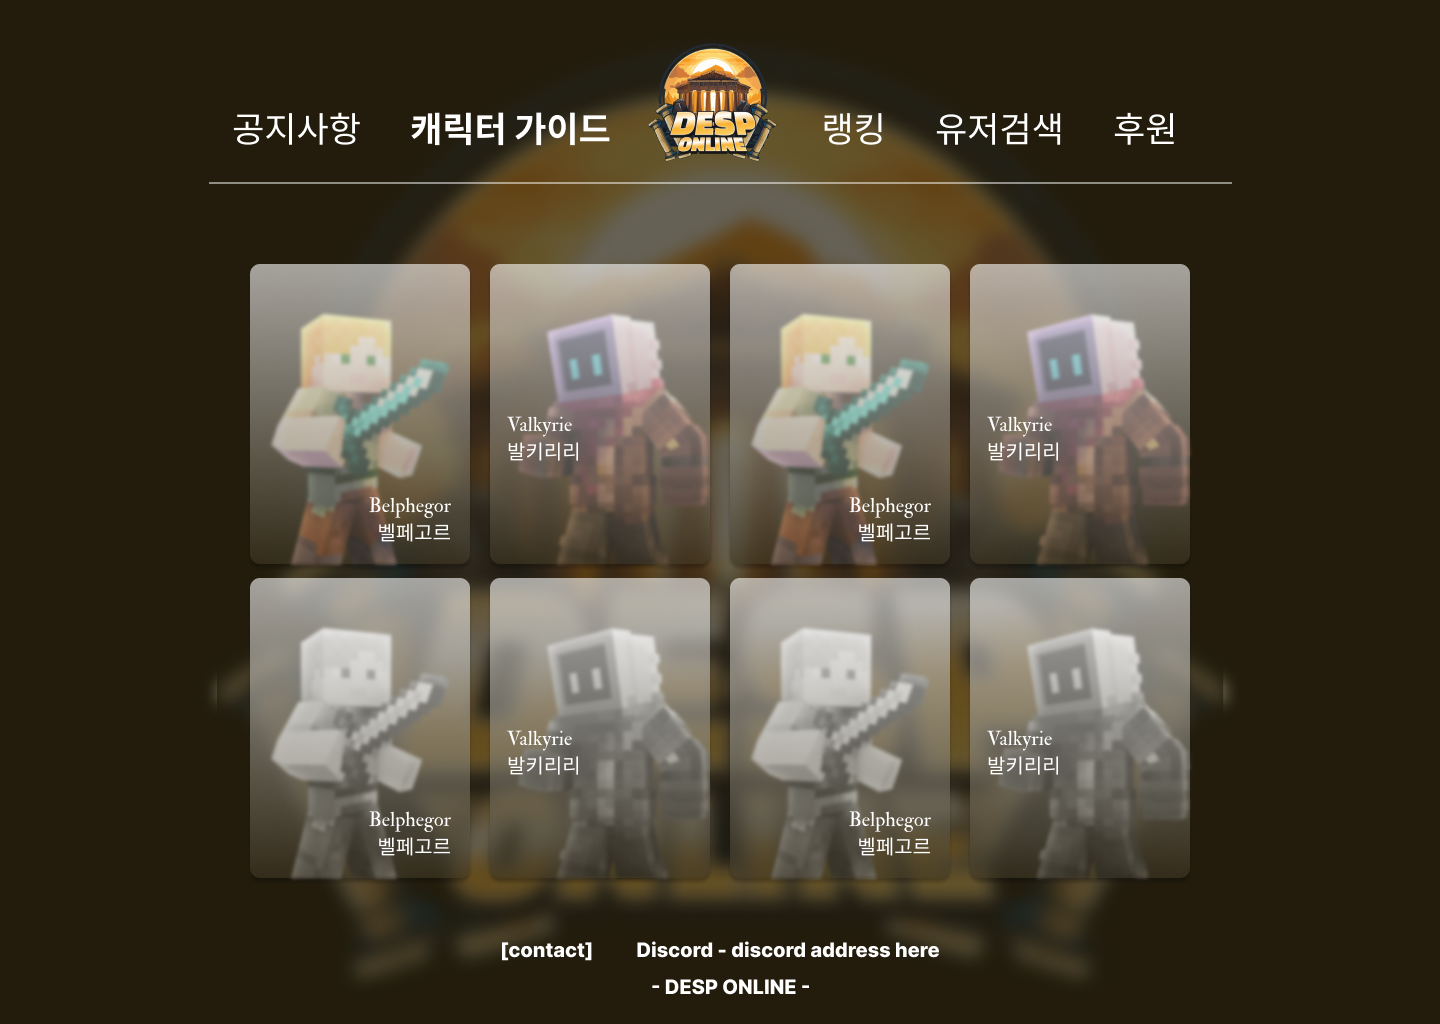 공지사항 캐릭터 가이드 DESP ONLINE 랭킹 유저검색 후원
Belphegor
벨페고르
Valkyrie
발키리리
Belphegor
벨페고르
Valkyrie
발키리리
Belphegor
벨페고르
Valkyrie
발키리리
Belphegor
벨페고르
Valkyrie
발키리리
[contact] Discord - discord address here
- DESP ONLINE -